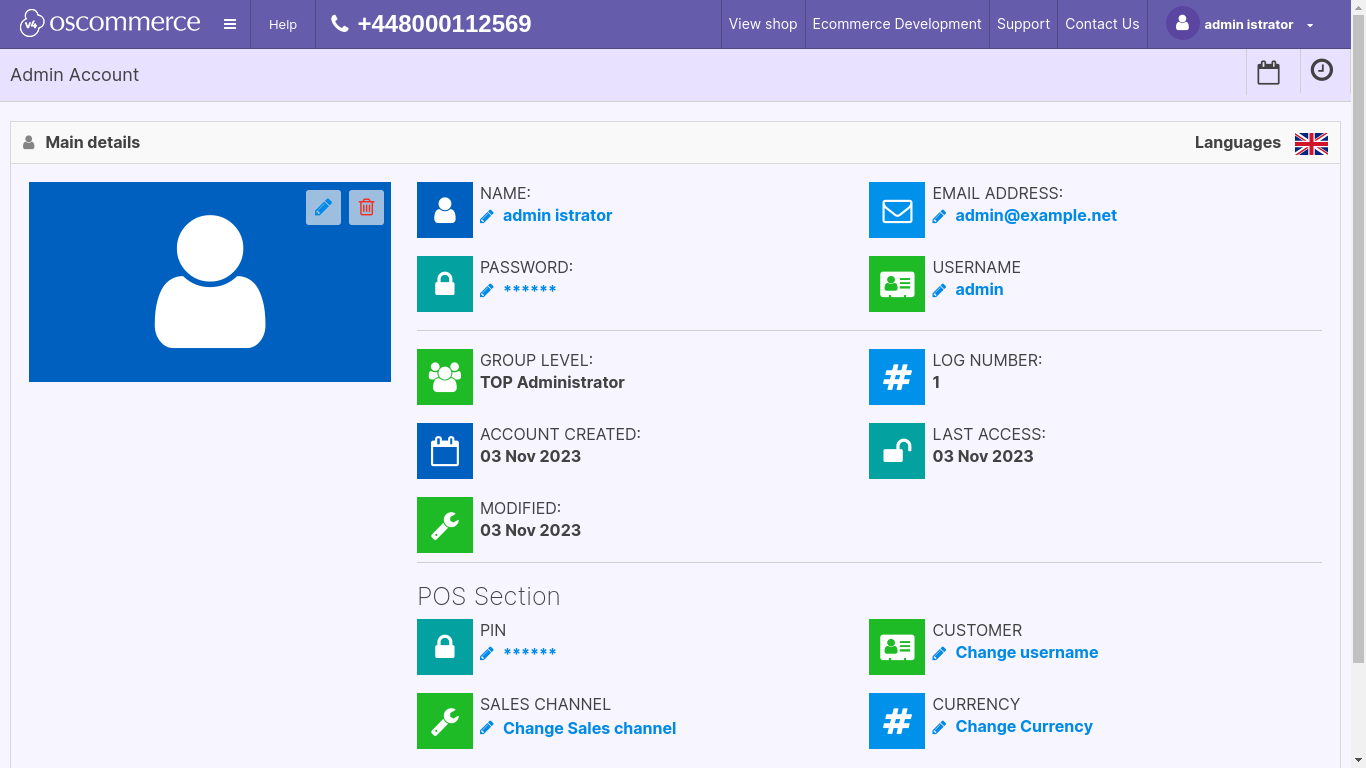 v4 oscommerce Help +448000112569 View shop Ecommerce Development Support Contact Us admin istrator
Admin Account
Main details Languages
NAME: EMAIL ADDRESS:
admin istrator admin@example.net
PASSWORD: USERNAME
****** admin
GROUP LEVEL: LOG NUMBER:
TOP Administrator 1
ACCOUNT CREATED: LAST ACCESS:
03 Nov 2023 03 Nov 2023
MODIFIED:
03 Nov 2023
POS Section
PIN CUSTOMER
****** Change username
SALES CHANNEL CURRENCY
Change Sales channel Change Currency